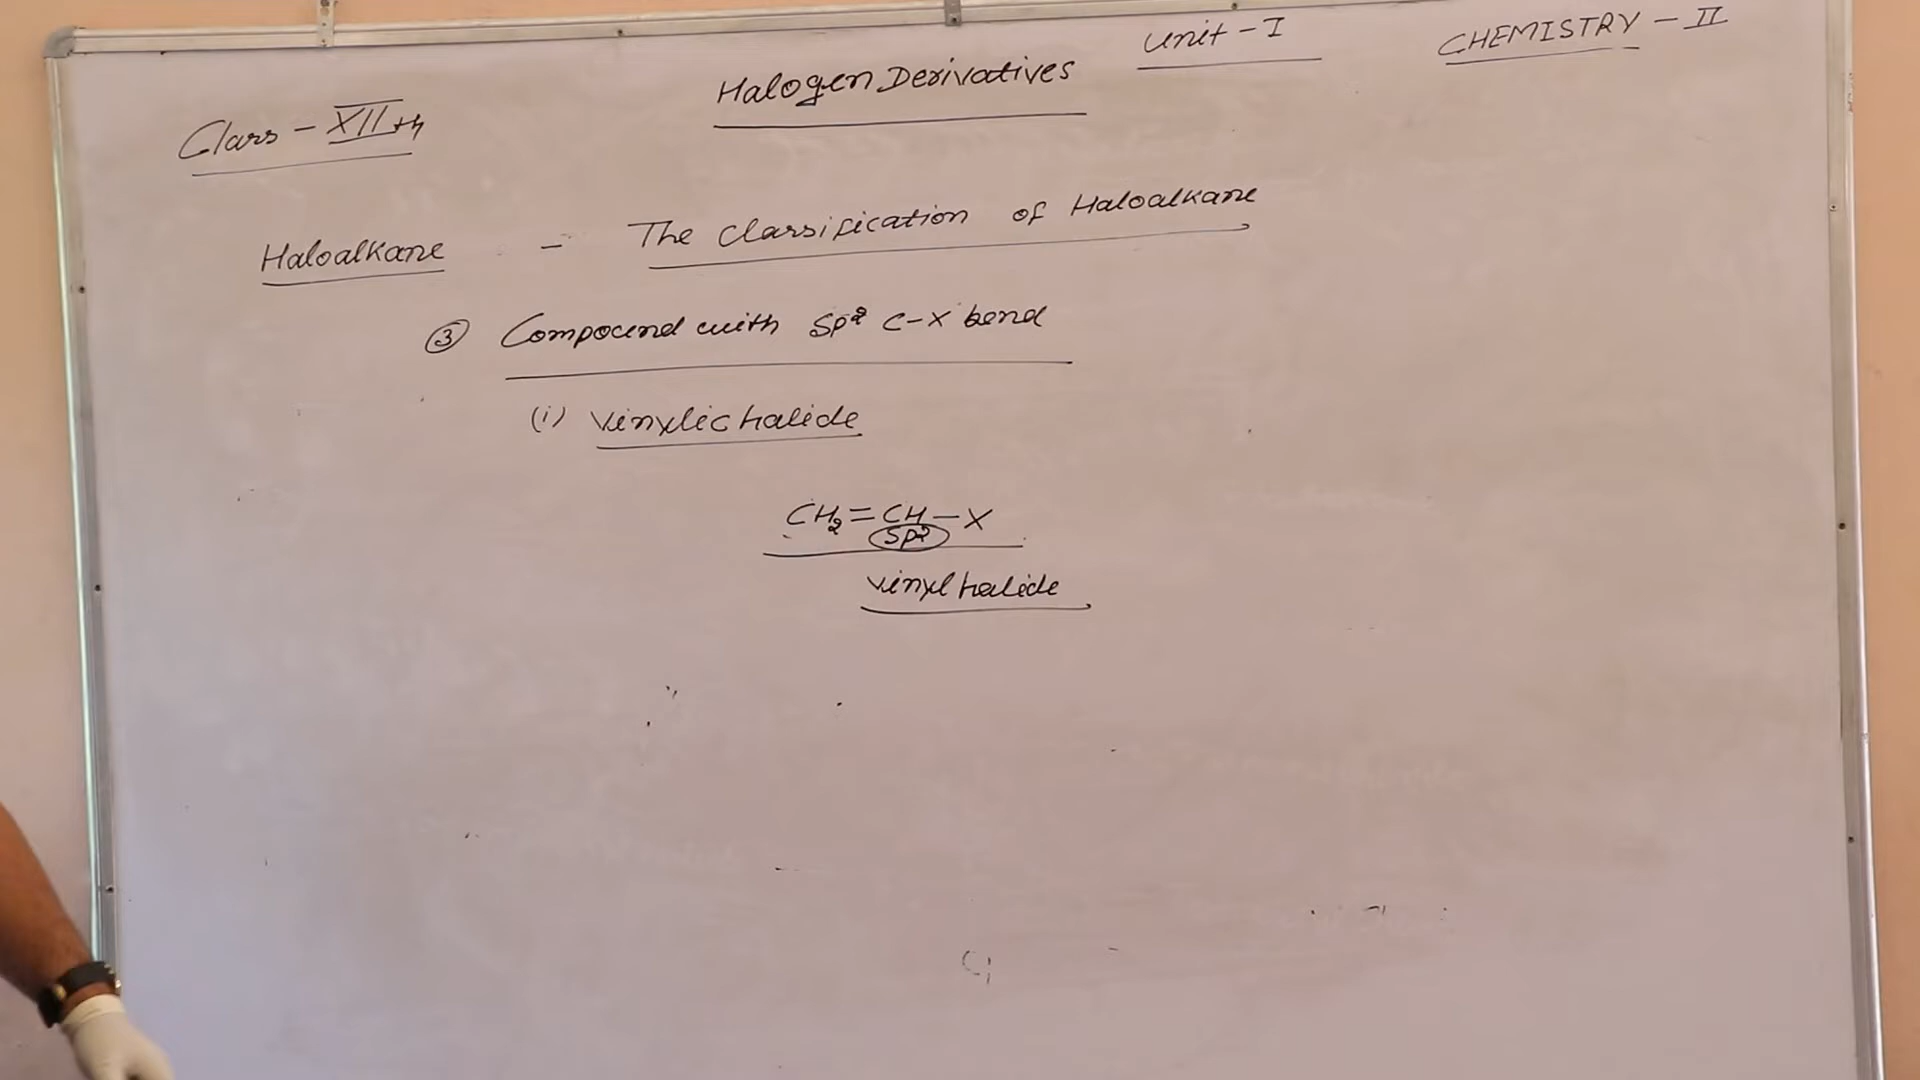 Unit - I
CHEMISTRY - II
Halogen Derivatives
Class - XII th
Haloalkane - The classification of Haloalkane
③ Compound with SP² C-X bond
(i) Vinylic halide
CH₂=CH-X
SP²
vinyl halide